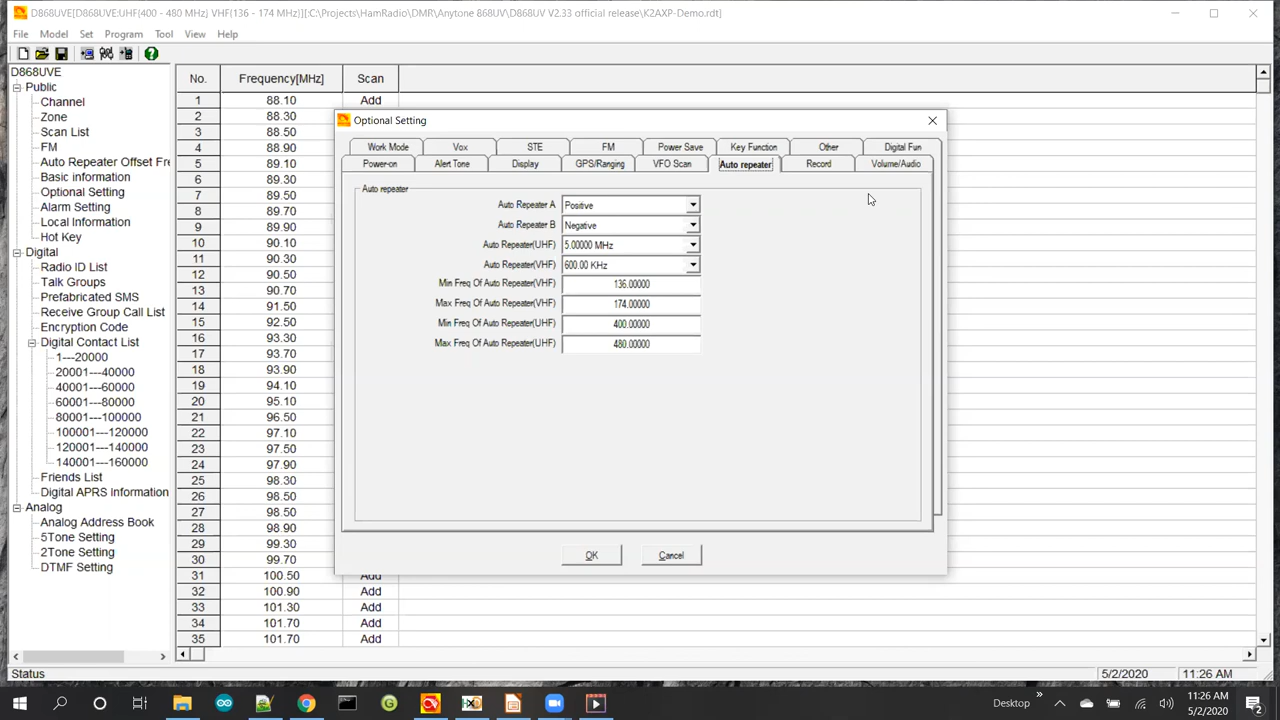 D868UVE[D868UVE:UHF(400 - 480 MHz) VHF(136 - 174 MHz)][:C:\Projects\HamRadio\DMR\Anytone 868UV\D868UV V2.33 official release\K2AXP-Demo.rdt]
File Model Set Program Tool View Help
D868UVE
Public
Channel
Zone
Scan List
FM
Auto Repeater Offset Fre
Basic information
Optional Setting
Alarm Setting
Local Information
Hot Key
Digital
Radio ID List
Talk Groups
Prefabricated SMS
Receive Group Call List
Encryption Code
Digital Contact List
1---20000
20001---40000
40001---60000
60001---80000
80001---100000
100001---120000
120001---140000
140001---160000
Friends List
Digital APRS Information
Analog
Analog Address Book
5Tone Setting
2Tone Setting
DTMF Setting
No. Frequency[MHz] Scan
1 88.10 Add
2 88.30
3 88.50
4 88.90
5 89.10
6 89.30
7 89.50
8 89.70
9 89.90
10 90.10
11 90.30
12 90.50
13 90.70
14 91.50
15 92.50
16 93.30
17 93.70
18 93.90
19 94.10
20 95.10
21 96.50
22 97.10
23 97.50
24 97.90
25 98.30
26 98.50
27 98.50
28 98.90
29 99.30
30 99.70
31 100.50 Add
32 100.90 Add
33 101.30 Add
34 101.70 Add
35 101.70 Add
Optional Setting
Work Mode Vox STE FM Power Save Key Function Other Digital Fun
Power-on Alert Tone Display GPS/Ranging VFO Scan Auto repeater Record Volume/Audio
Auto repeater
Auto Repeater A Positive
Auto Repeater B Negative
Auto Repeater(UHF) 5.00000 MHz
Auto Repeater(VHF) 600.00 KHz
Min Freq Of Auto Repeater(VHF) 136.00000
Max Freq Of Auto Repeater(VHF) 174.00000
Min Freq Of Auto Repeater(UHF) 400.00000
Max Freq Of Auto Repeater(UHF) 480.00000
OK Cancel
Status 5/2/2020 11:26 AM
Desktop
11:26 AM
5/2/2020
2